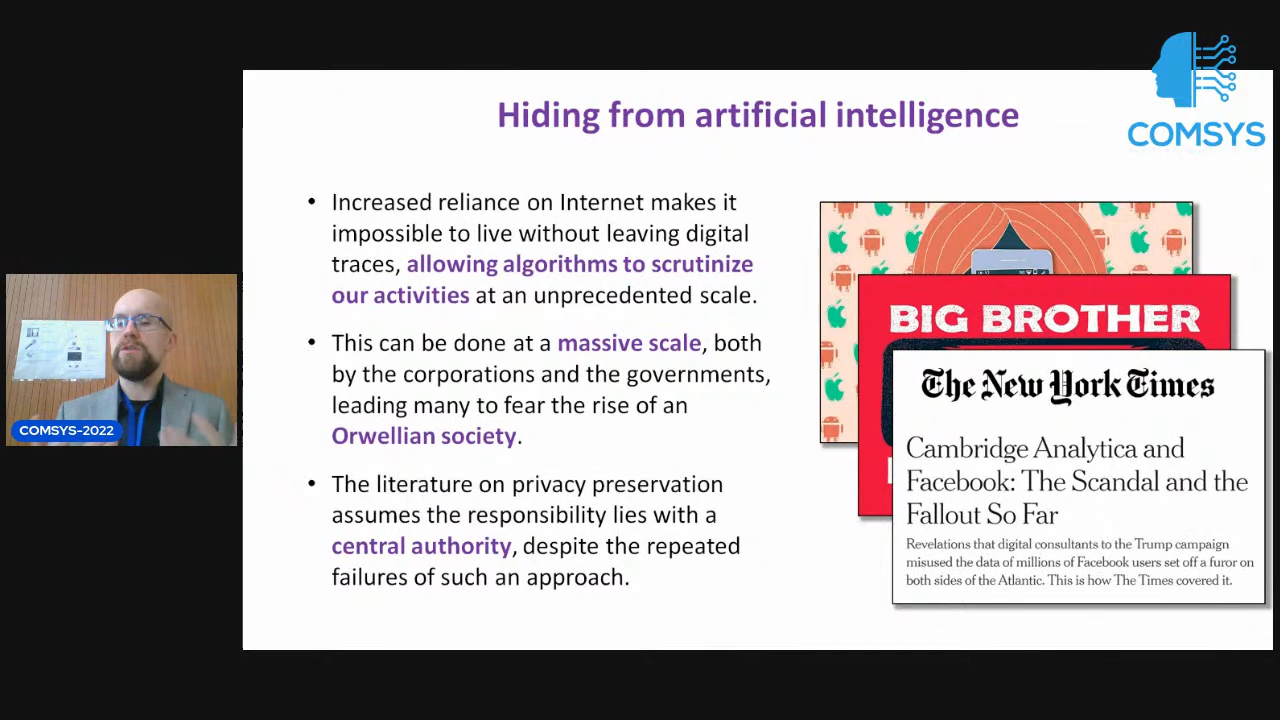 Hiding from artificial intelligence
COMSYS
• Increased reliance on Internet makes it
impossible to live without leaving digital
traces, allowing algorithms to scrutinize
our activities at an unprecedented scale.
• This can be done at a massive scale, both
by the corporations and the governments,
leading many to fear the rise of an
Orwellian society.
• The literature on privacy preservation
assumes the responsibility lies with a
central authority, despite the repeated
failures of such an approach.
BIG BROTHER
The New York Times
Cambridge Analytica and
Facebook: The Scandal and the
Fallout So Far
Revelations that digital consultants to the Trump campaign
misused the data of millions of Facebook users set off a furor on
both sides of the Atlantic. This is how The Times covered it.
COMSYS-2022